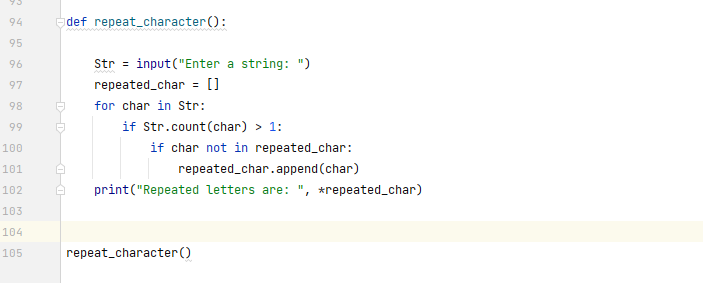 93
94 def repeat_character():
95
96     Str = input("Enter a string: ")
97     repeated_char = []
98     for char in Str:
99         if Str.count(char) > 1:
100             if char not in repeated_char:
101                 repeated_char.append(char)
102     print("Repeated letters are: ", *repeated_char)
103
104
105 repeat_character()